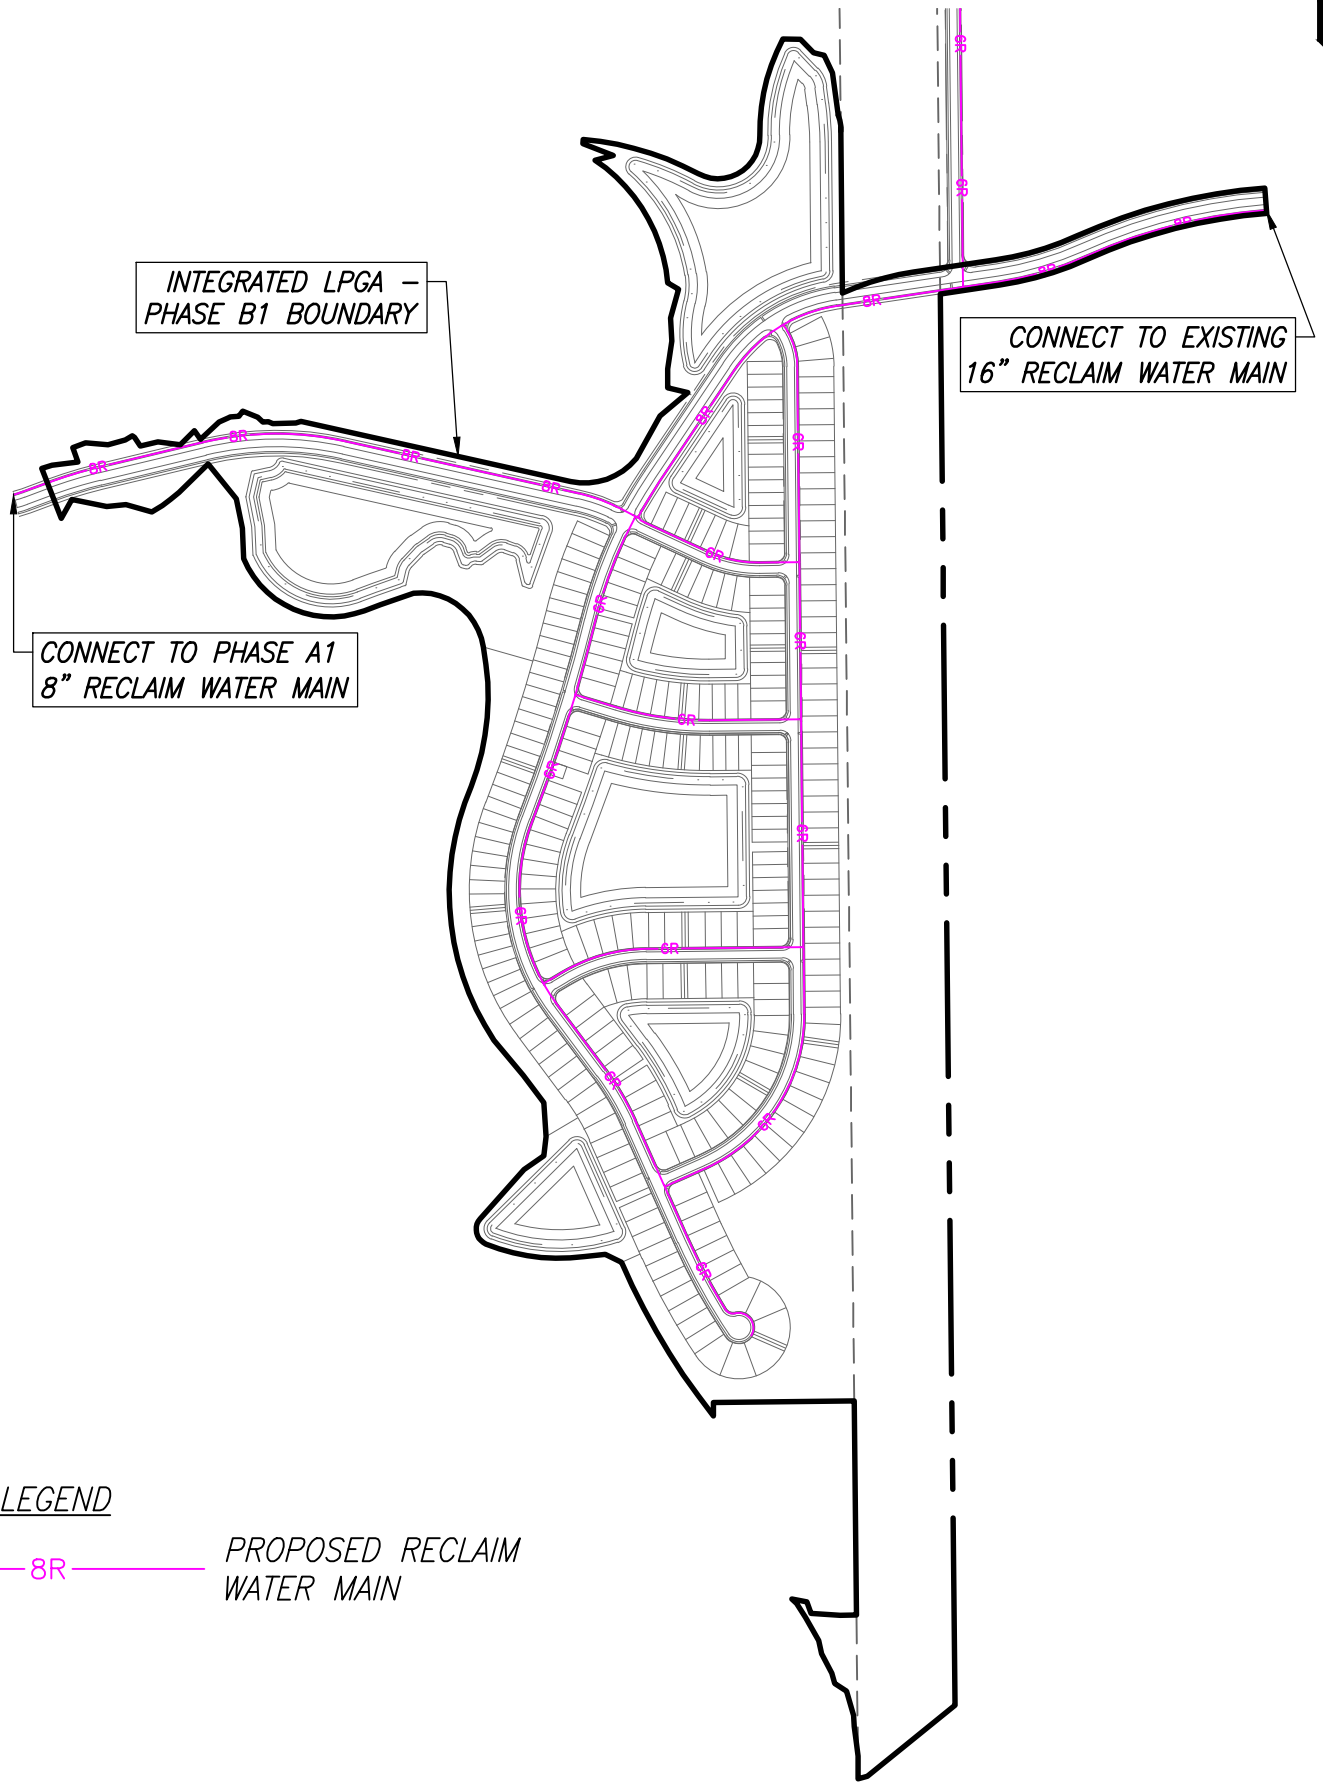 6R
6R
8R
8R
8R
INTEGRATED LPGA –
PHASE B1 BOUNDARY
CONNECT TO EXISTING
16" RECLAIM WATER MAIN
8R
8R
8R
8R
8R
6R
6R
6R
6R
CONNECT TO PHASE A1
8" RECLAIM WATER MAIN
6R
6R
6R
6R
6R
6R
6R
6R
LEGEND
8R
PROPOSED RECLAIM
WATER MAIN